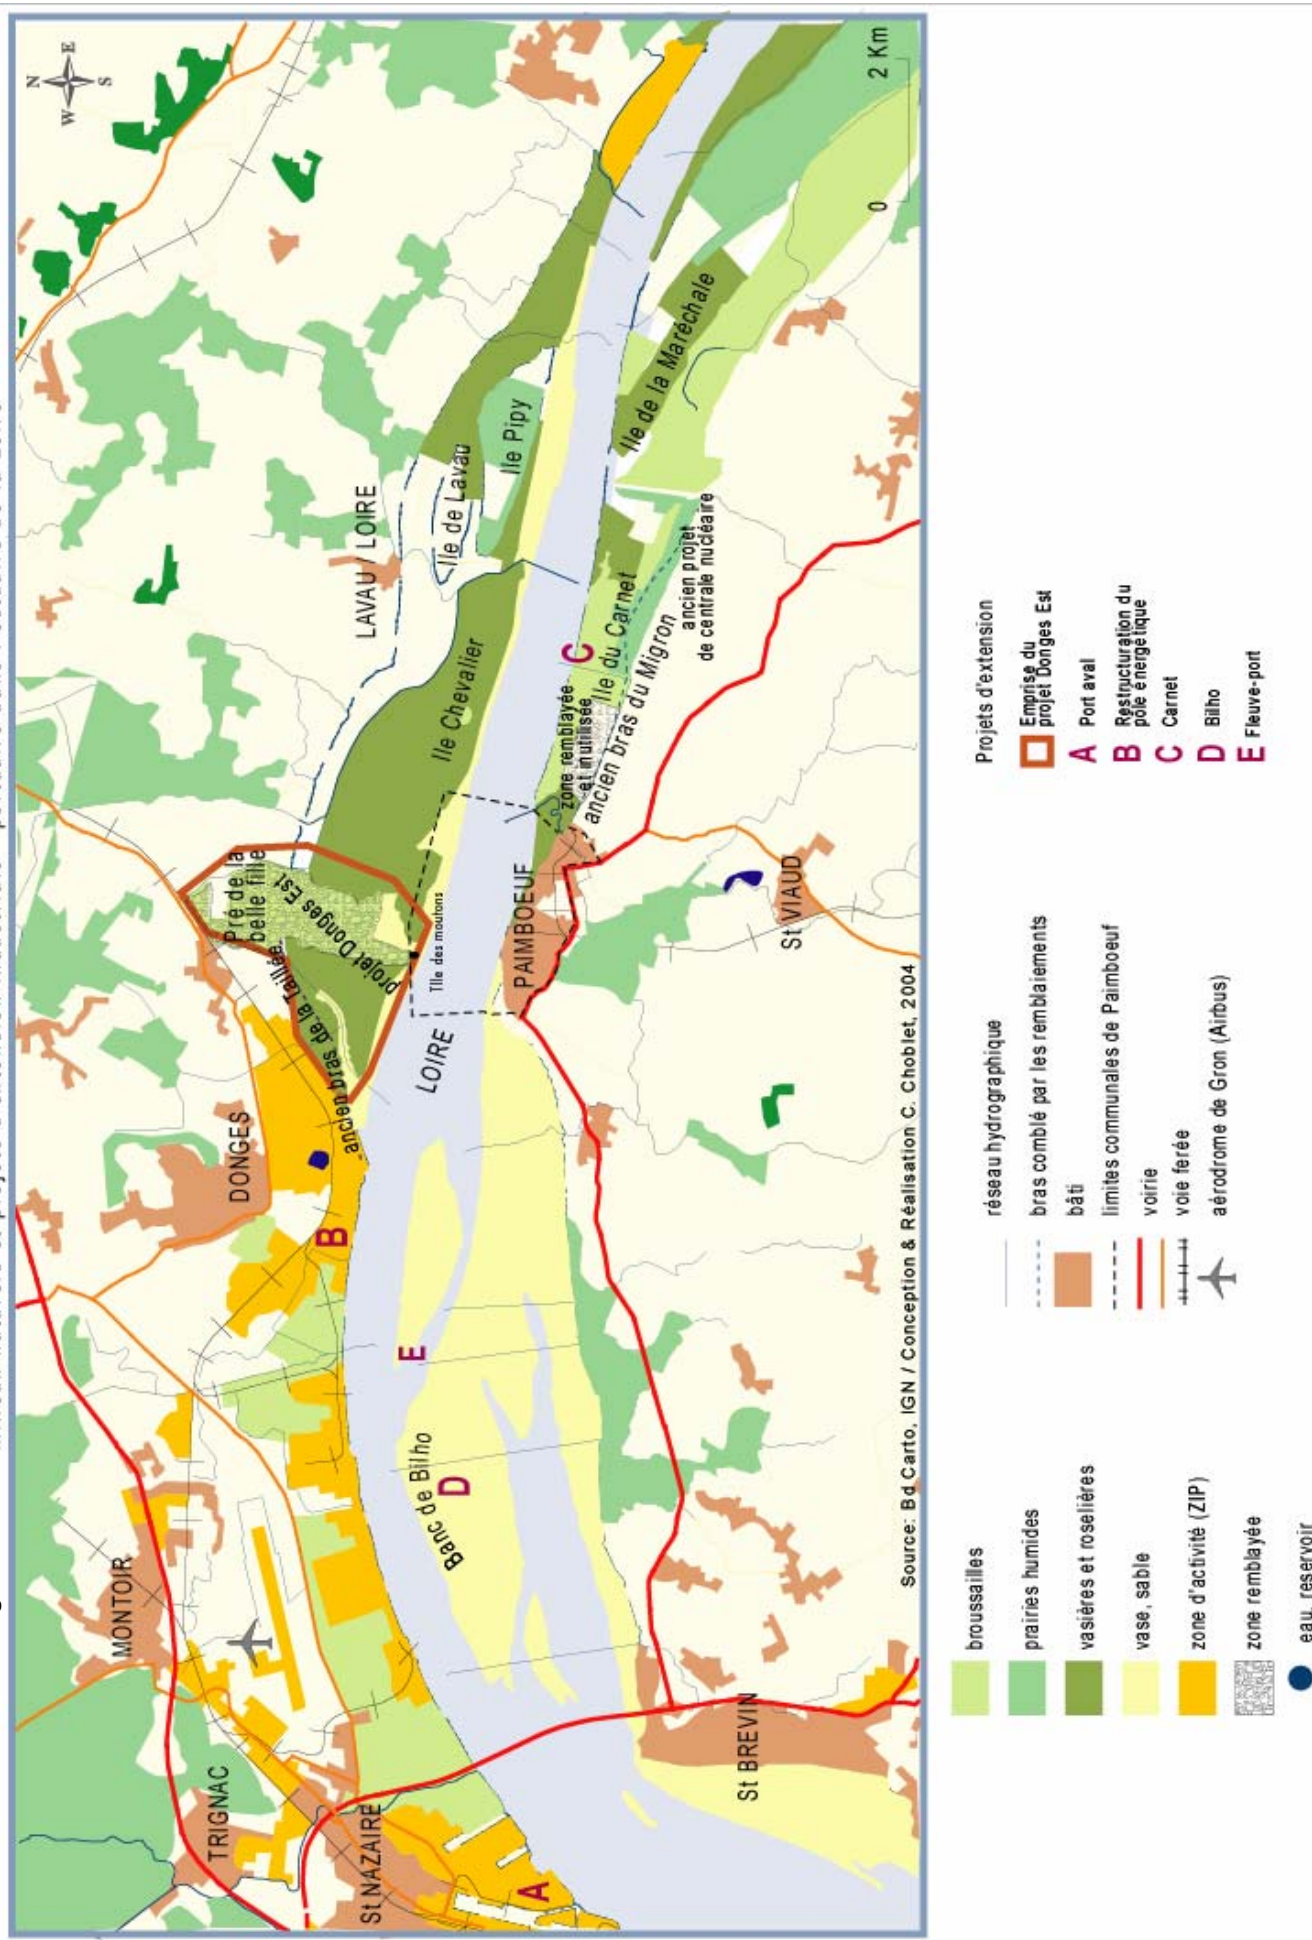 N
E
W
S
MONTOIR
TRIGNAC
St NAZAIRE
A
DONGES
B
Pré de la
belle fille
projet Donges Est
ancien bras de la Taillée
Tille des moutons
LAVAU / LOIRE
Ile de Lavau
Ile Pipy
Ile Chevalier
LOIRE
E
Banc de Bilho
D
C
Ile du Carnet
zone remblayée
et inutilisée
ancien bras du Migron
ancien projet
de centrale nucléaire
Ile de la Maréchale
PAIMBOEUF
St VIAUD
St BREVIN
0
2 Km
Source: Bd Carto, IGN / Conception & Réalisation C. Choblet, 2004
broussailles
prairies humides
vasières et roselières
vase, sable
zone d'activité (ZIP)
zone remblayée
eau, reservoir
réseau hydrographique
bras comblé par les remblaiements
bâti
limites communales de Paimboeuf
voirie
voie ferée
aérodrome de Gron (Airbus)
Projets d'extension
Emprise du
projet Donges Est
A Port aval
B Restructuration du
pôle énergétique
C Carnet
D Bilho
E Fleuve-port